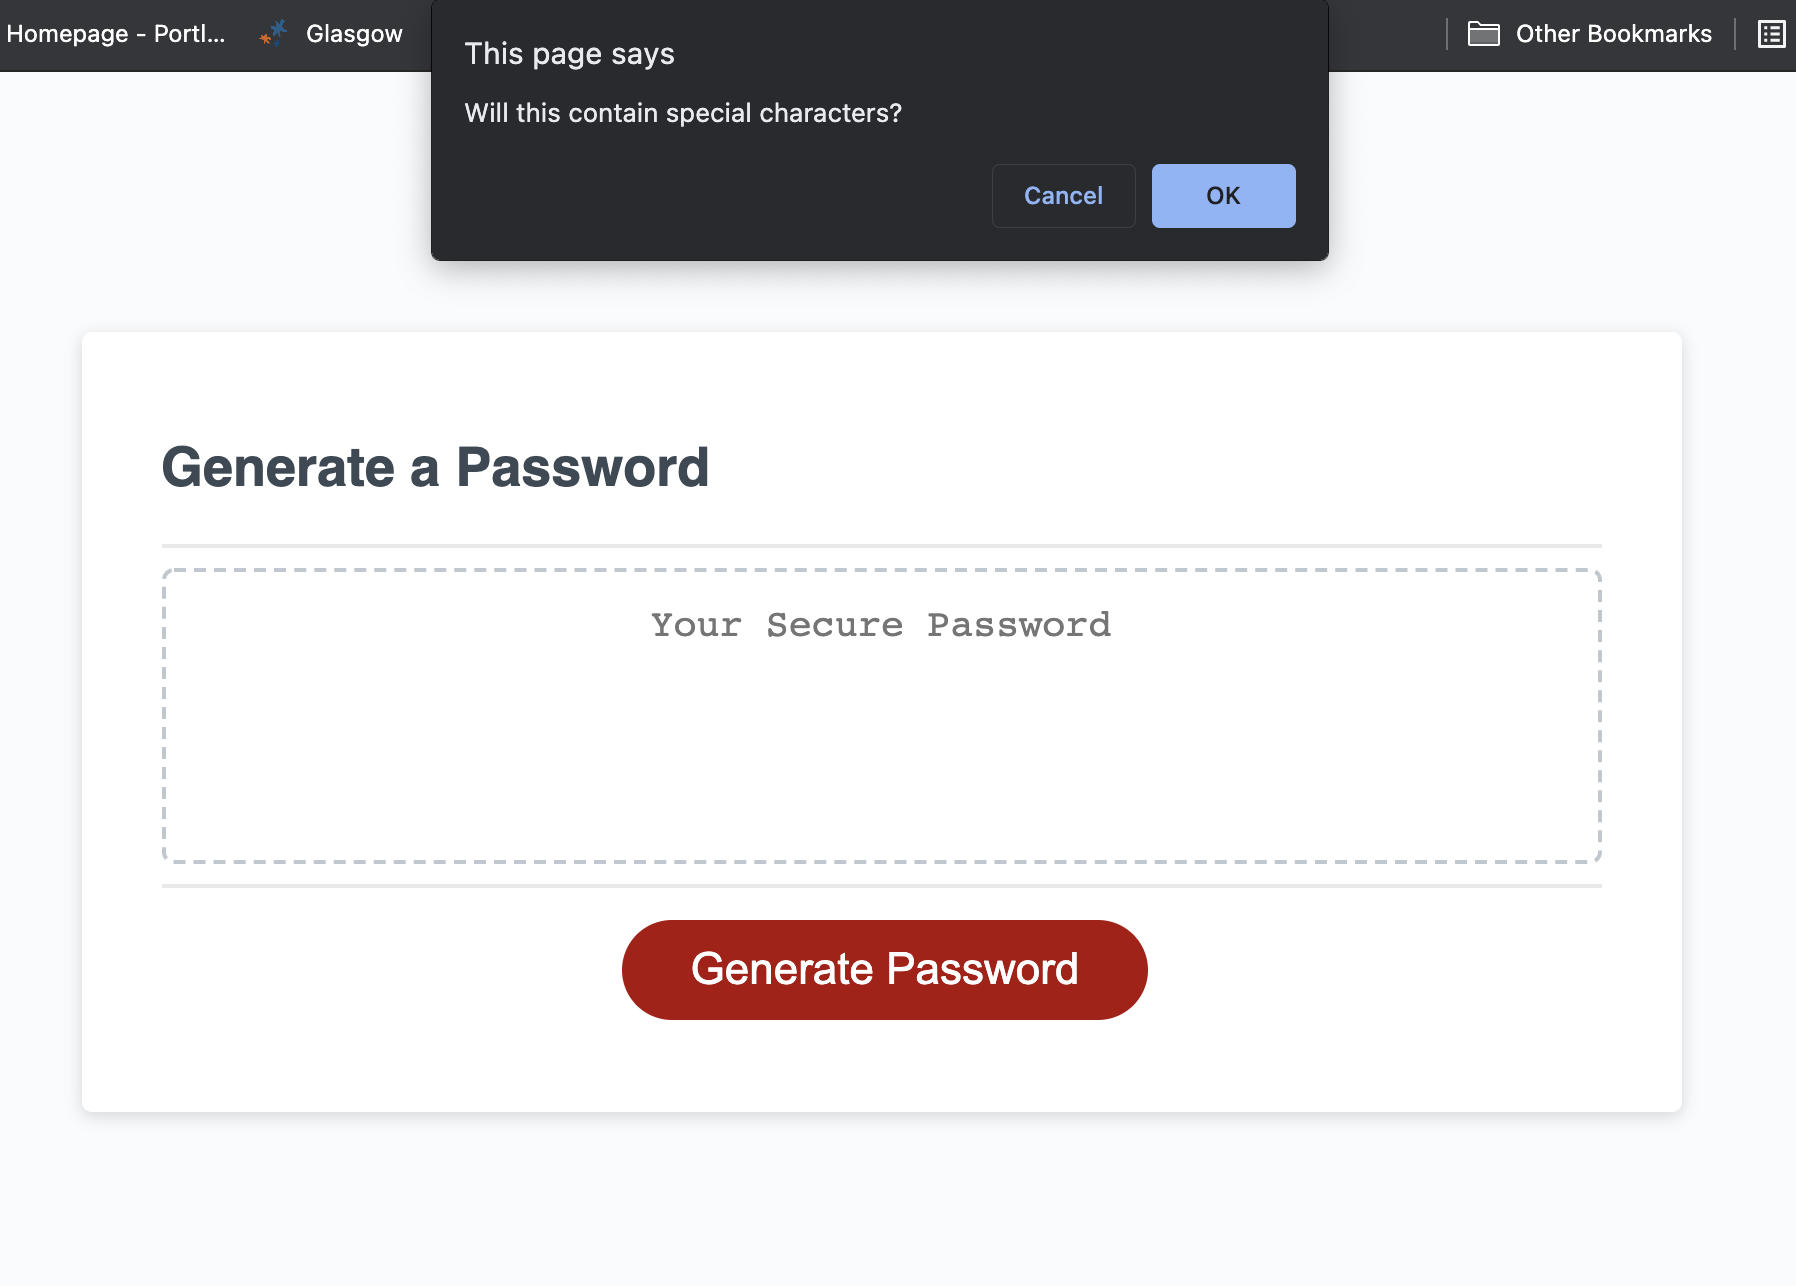 Homepage - Portl...
Glasgow
Other Bookmarks
This page says
Will this contain special characters?
Cancel
OK
Generate a Password
Your Secure Password
Generate Password